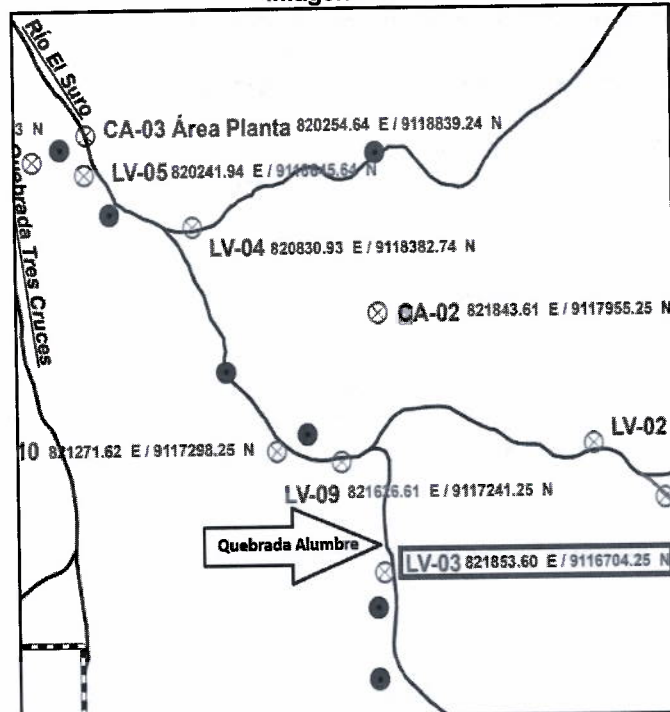 Río El Suro
3 N
CA-03 Área Planta 820254.64 E / 9118839.24 N
LV-05 820241.94 E / N
Quebrada Tres Cruces
LV-04 820830.93 E / 9118382.74 N
CA-02 821843.61 E / 9117955.25 N
LV-02
10 821271.62 E / 9117298.25 N
LV-09 821626.61 E / 9117241.25 N
Quebrada Alumbre
LV-03 821853.60 E / 9116704.25 N